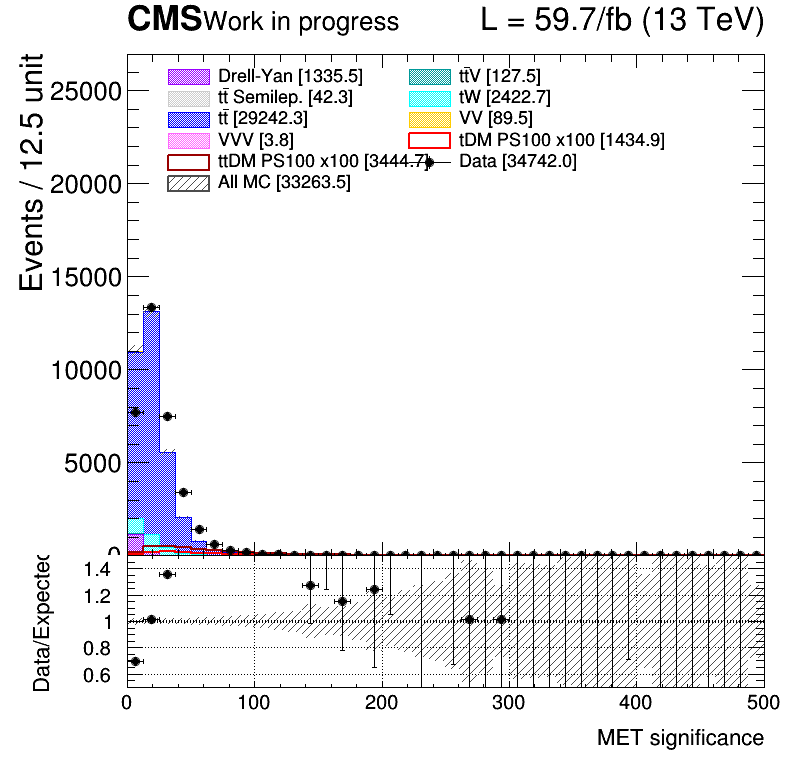 CMS Work in progress L = 59.7/fb (13 TeV)
Events / 12.5 unit
25000
20000
15000
10000
5000
0
Drell-Yan [1335.5] tt̄V [127.5]
tt̄ Semilep. [42.3] tW [2422.7]
tt̄ [29242.3] VV [89.5]
VVV [3.8] tDM PS100 x100 [1434.9]
ttDM PS100 x100 [3444.7] Data [34742.0]
All MC [33263.5]
Data/Expected
1.4
1.2
1
0.8
0.6
0 100 200 300 400 500
MET significance